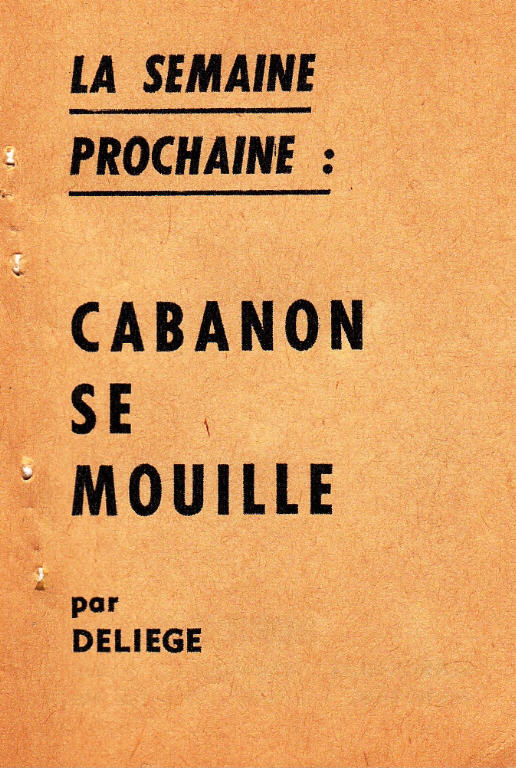 LA SEMAINE
PROCHAINE :
CABANON
SE
MOUILLE
par
DELIEGE